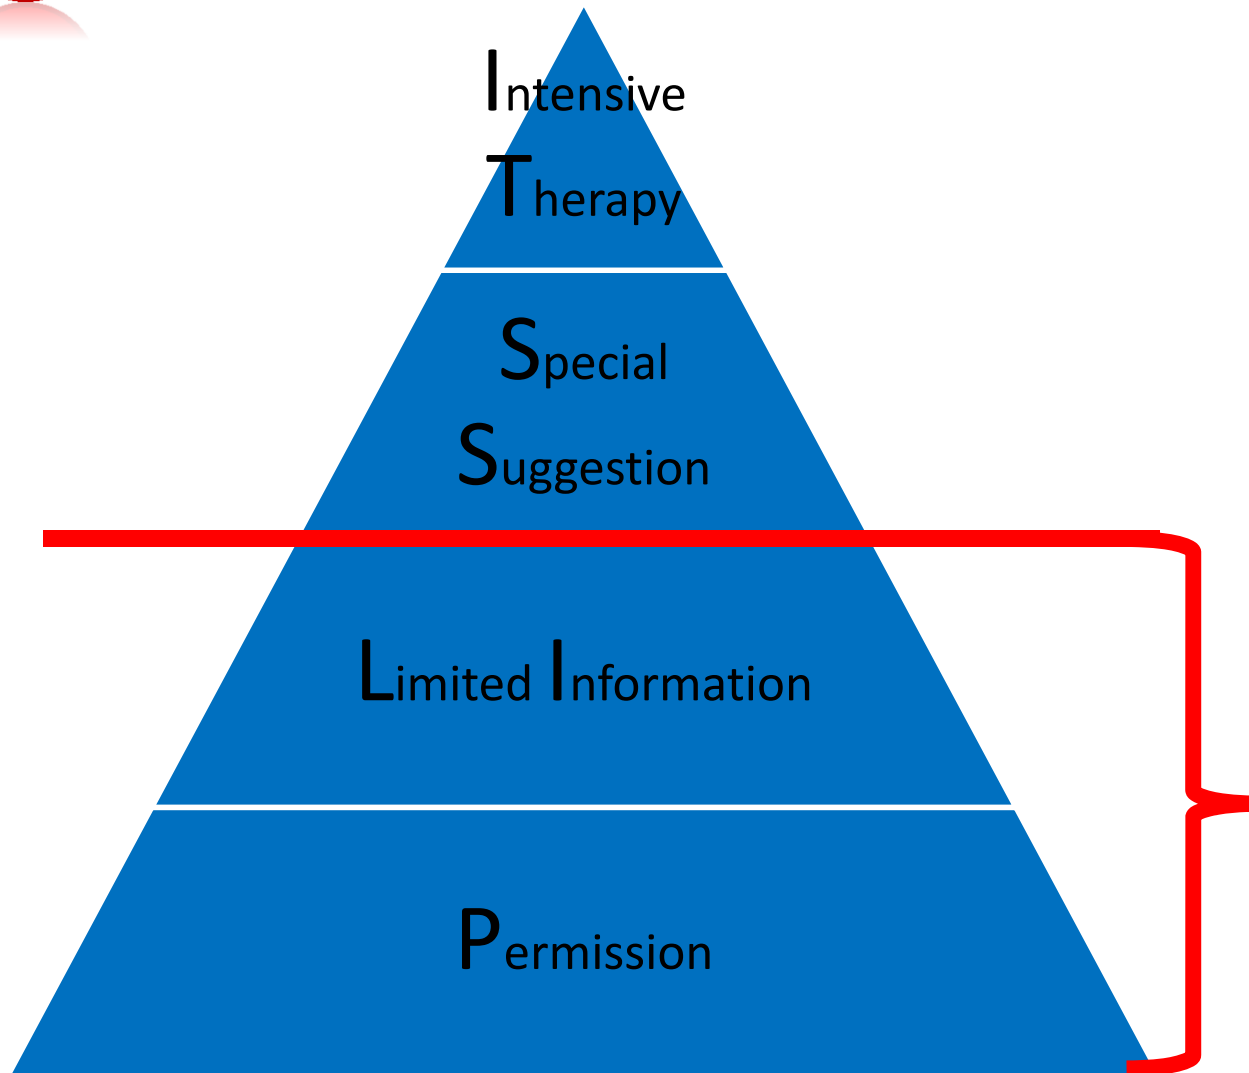 Intensive
Therapy
Special
Suggestion
Limited Information
Permission